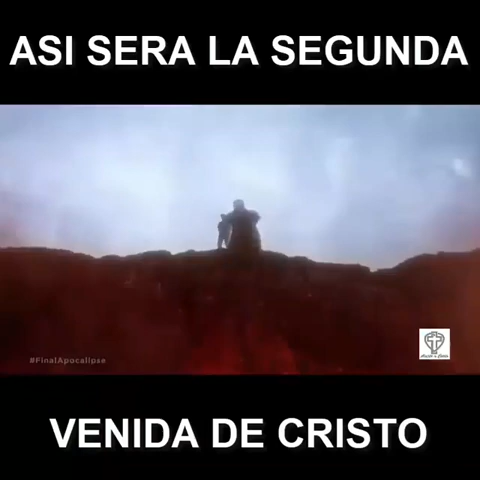 ASI SERA LA SEGUNDA
#FinalApocalipse
VENIDA DE CRISTO